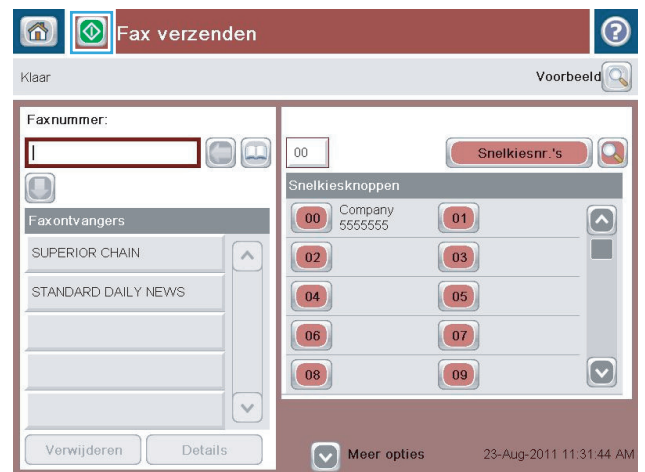 Fax verzenden
Klaar
Voorbeeld
Faxnummer:
00
Snelkiesnr.'s
Snelkiesknoppen
00 Company 01
5555555
02 03
04 05
06 07
08 09
Faxontvangers
SUPERIOR CHAIN
STANDARD DAILY NEWS
Verwijderen Details
Meer opties
23-Aug-2011 11:31:44 AM